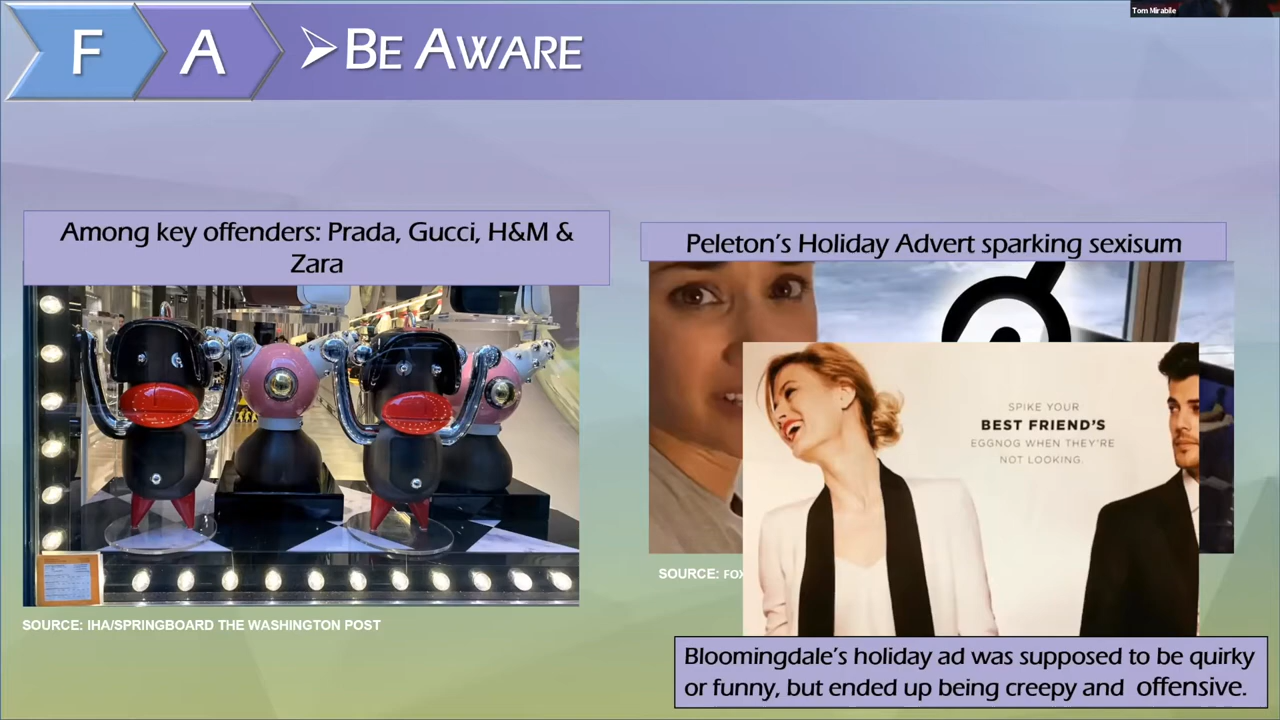 Tom Mirabile
F A BE AWARE
Among key offenders: Prada, Gucci, H&M &
Zara
SOURCE: IHA/SPRINGBOARD THE WASHINGTON POST
Peleton's Holiday Advert sparking sexisum
SPIKE YOUR
BEST FRIEND'S
EGGNOG WHEN THEY'RE
NOT LOOKING.
SOURCE: FOX
Bloomingdale's holiday ad was supposed to be quirky
or funny, but ended up being creepy and offensive.